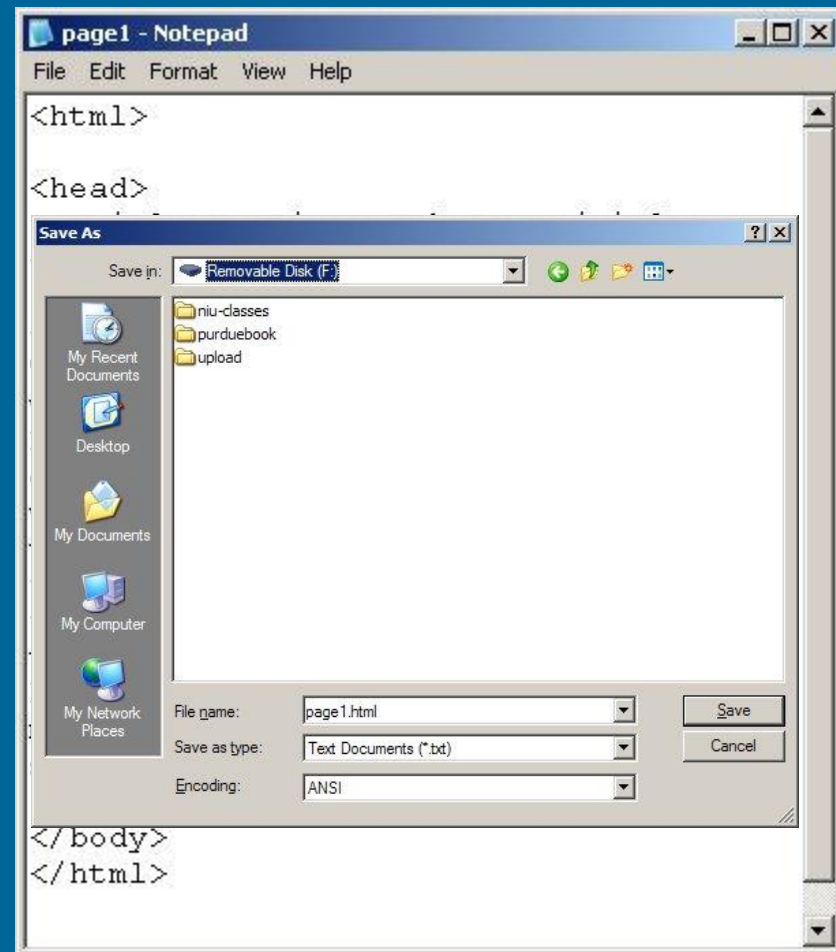 page1 - Notepad
File Edit Format View Help
<html>
<head>
Save As
Save in: Removable Disk (F:)
niu-classes
purduebook
upload
My Recent Documents
Desktop
My Documents
My Computer
My Network Places
File name: page1.html
Save
Save as type: Text Documents (*.txt)
Cancel
Encoding: ANSI
</body>
</html>